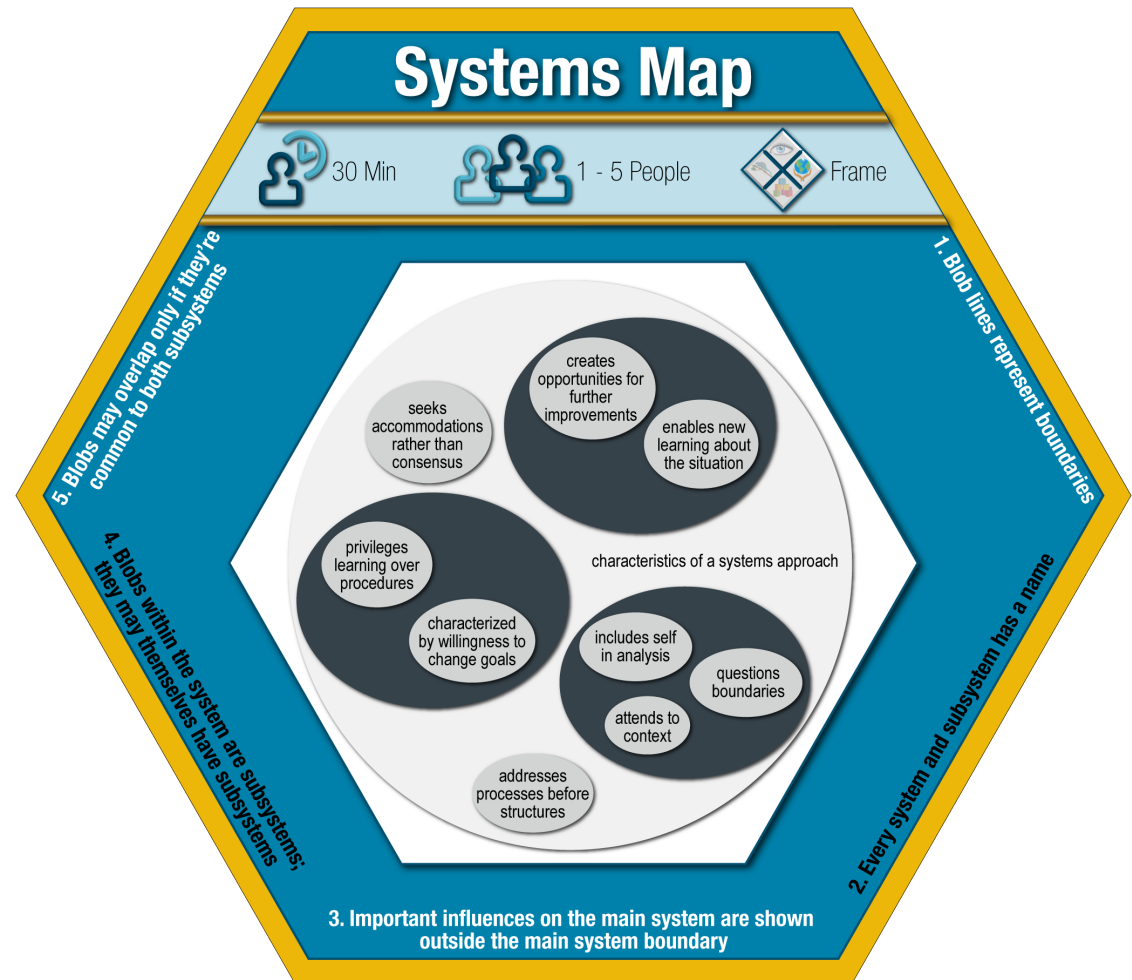 Systems Map
30 Min
1 - 5 People
Frame
1. Blob lines represent boundaries
2. Every system and subsystem has a name
3. Important influences on the main system are shown
outside the main system boundary
4. Blobs within the system are subsystems;
they may themselves have subsystems
5. Blobs may overlap only if they're
common to both subsystems
creates
opportunities for
further
improvements
enables new
learning about
the situation
seeks
accommodations
rather than
consensus
privileges
learning over
procedures
characterized
by willingness to
change goals
characteristics of a systems approach
includes self
in analysis
questions
boundaries
attends to
context
addresses
processes before
structures